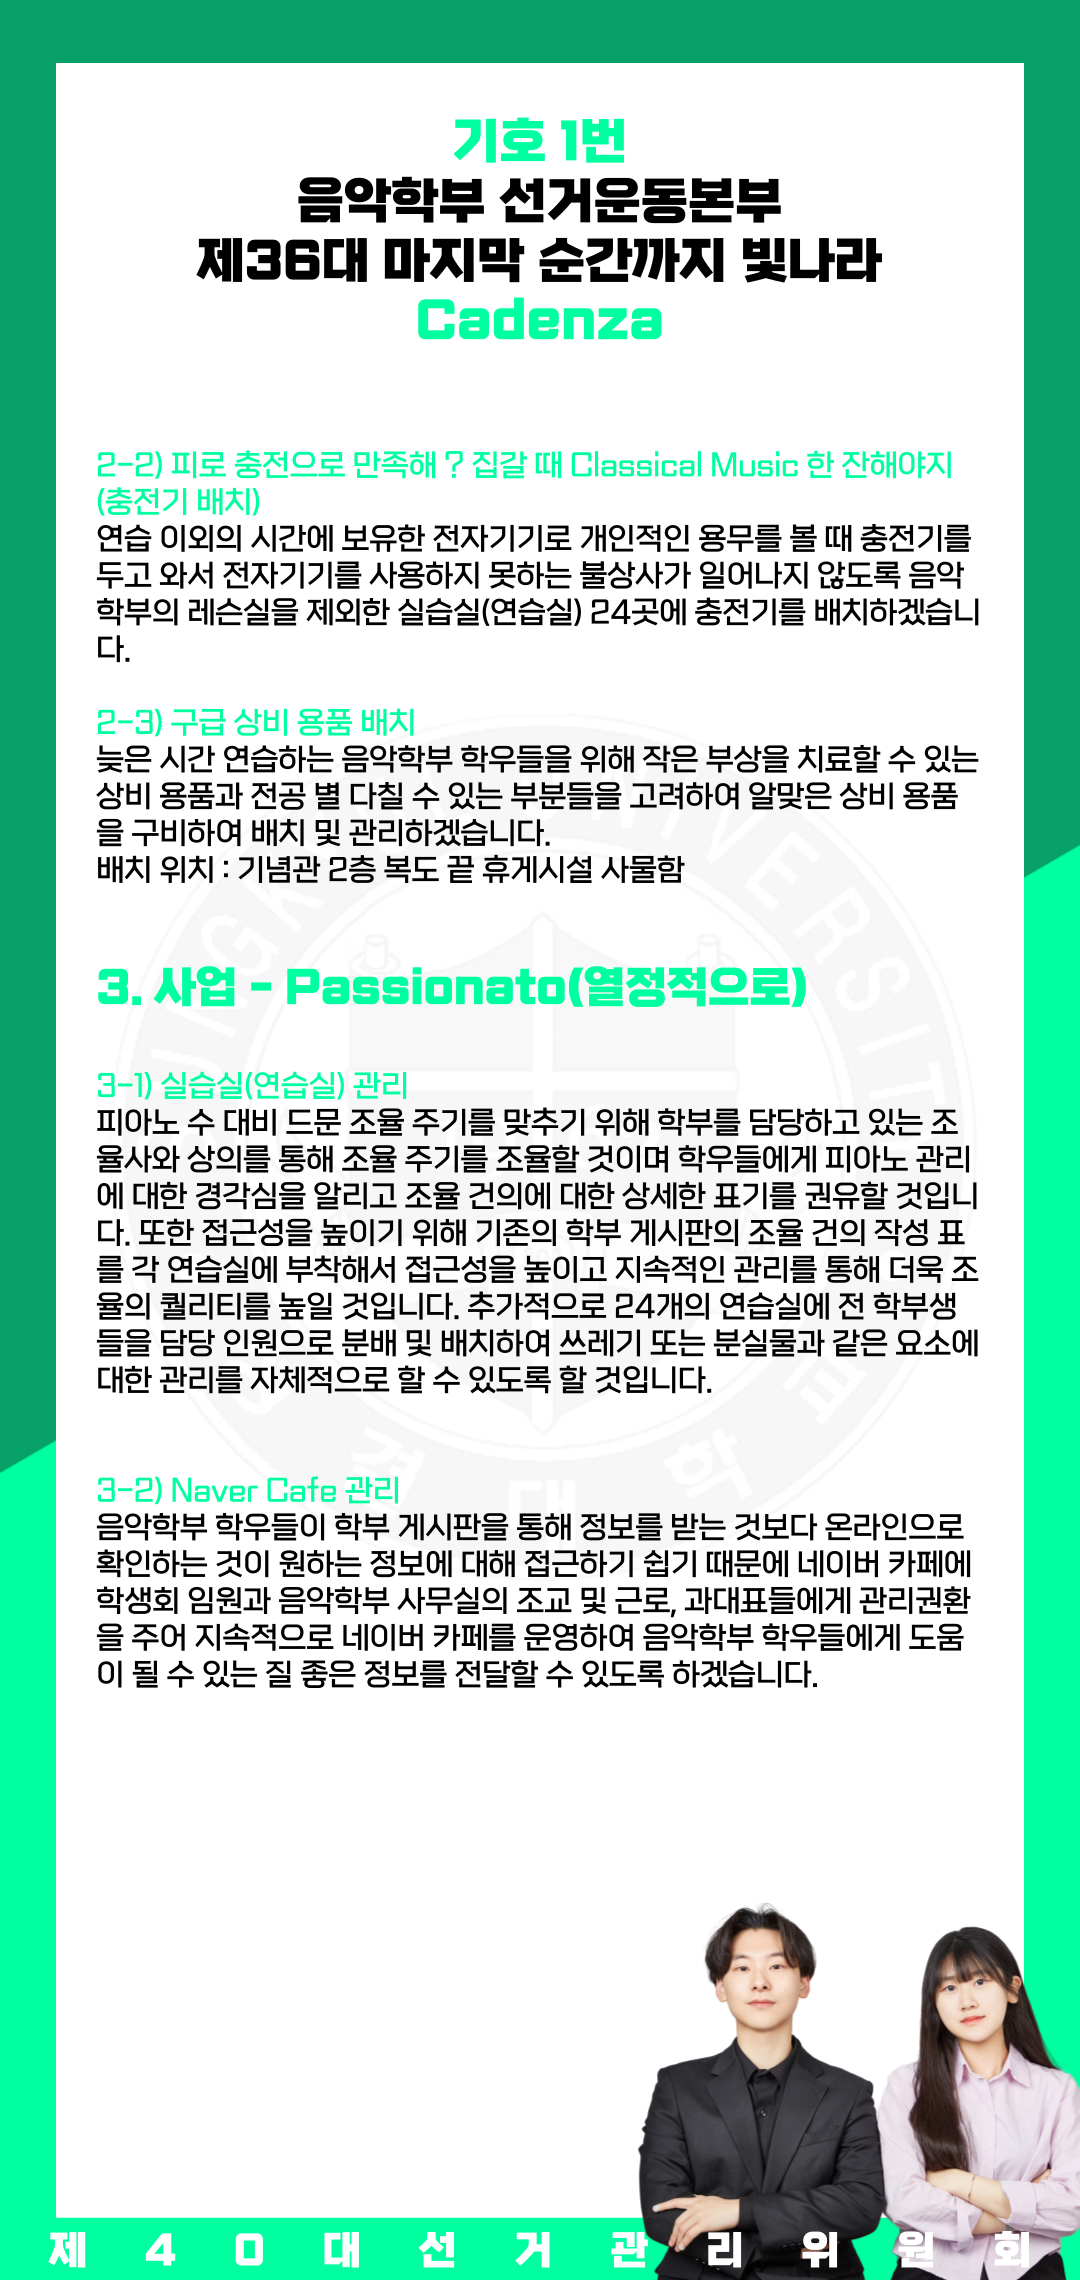 기호 1번
음악학부 선거운동본부
제36대 마지막 순간까지 빛나라
Cadenza
2-2) 피로 충전으로 만족해 ? 집갈 때 Classical Music 한 잔해야지
(충전기 배치)
연습 이외의 시간에 보유한 전자기기로 개인적인 용무를 볼 때 충전기를
두고 와서 전자기기를 사용하지 못하는 불상사가 일어나지 않도록 음악
학부의 레슨실을 제외한 실습실(연습실) 24곳에 충전기를 배치하겠습니
다.
2-3) 구급 상비 용품 배치
늦은 시간 연습하는 음악학부 학우들을 위해 작은 부상을 치료할 수 있는
상비 용품과 전공 별 다칠 수 있는 부분들을 고려하여 알맞은 상비 용품
을 구비하여 배치 및 관리하겠습니다.
배치 위치 : 기념관 2층 복도 끝 휴게시설 사물함
3. 사업 - Passionato(열정적으로)
3-1) 실습실(연습실) 관리
피아노 수 대비 드문 조율 주기를 맞추기 위해 학부를 담당하고 있는 조
율사와 상의를 통해 조율 주기를 조율할 것이며 학우들에게 피아노 관리
에 대한 경각심을 알리고 조율 건의에 대한 상세한 표기를 권유할 것입니
다. 또한 접근성을 높이기 위해 기존의 학부 게시판의 조율 건의 작성 표
를 각 연습실에 부착해서 접근성을 높이고 지속적인 관리를 통해 더욱 조
율의 퀄리티를 높일 것입니다. 추가적으로 24개의 연습실에 전 학부생
들을 담당 인원으로 분배 및 배치하여 쓰레기 또는 분실물과 같은 요소에
대한 관리를 자체적으로 할 수 있도록 할 것입니다.
3-2) Naver Cafe 관리
음악학부 학우들이 학부 게시판을 통해 정보를 받는 것보다 온라인으로
확인하는 것이 원하는 정보에 대해 접근하기 쉽기 때문에 네이버 카페에
학생회 임원과 음악학부 사무실의 조교 및 근로, 과대표들에게 관리권환
을 주어 지속적으로 네이버 카페를 운영하여 음악학부 학우들에게 도움
이 될 수 있는 질 좋은 정보를 전달할 수 있도록 하겠습니다.
제 4 0 대 선 거 관 리 위 원 회